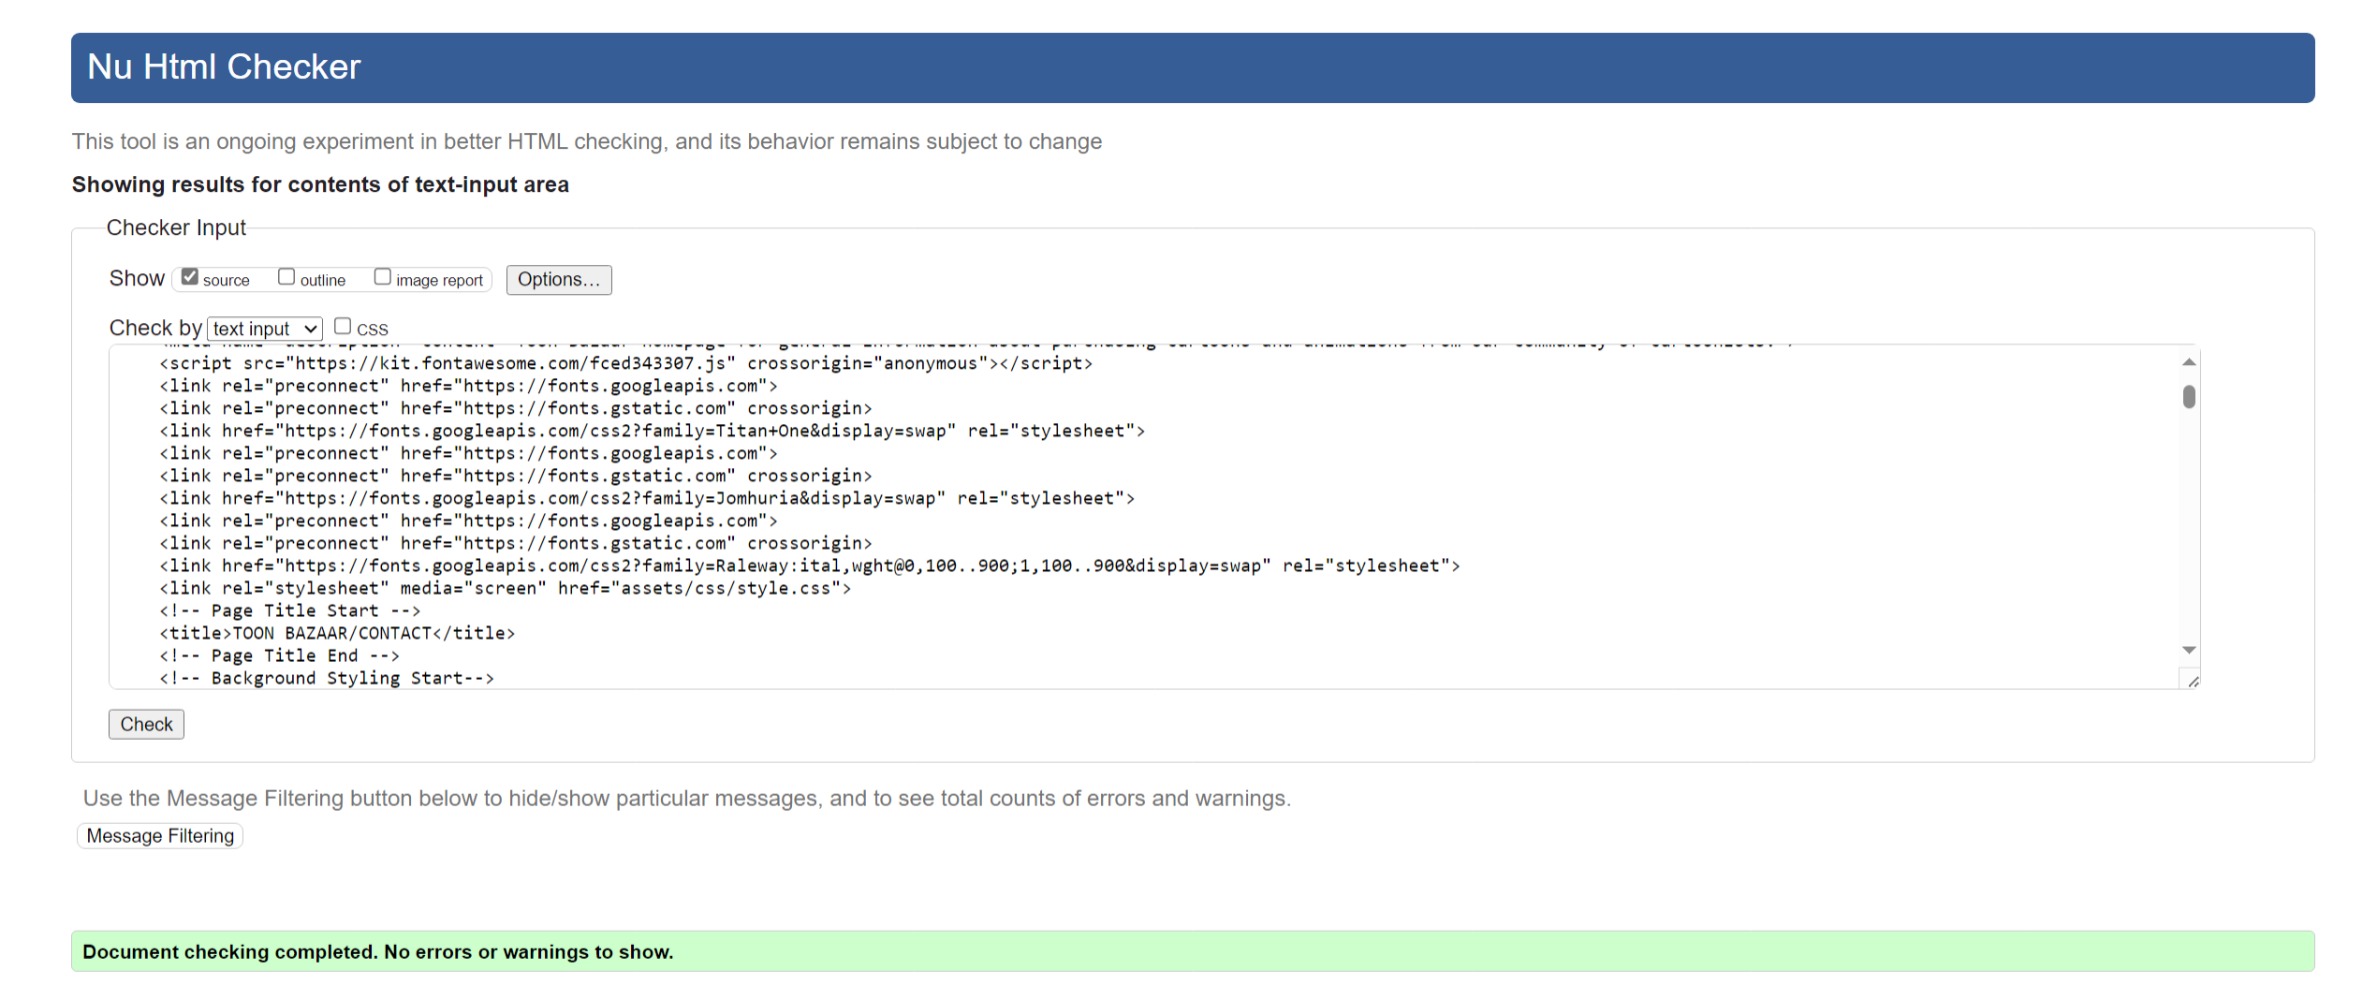 Nu Html Checker
This tool is an ongoing experiment in better HTML checking, and its behavior remains subject to change
Showing results for contents of text-input area
Checker Input
Show source outline image report Options...
Check by text input CSS
<script src="https://kit.fontawesome.com/fced343307.js" crossorigin="anonymous"></script>
<link rel="preconnect" href="https://fonts.googleapis.com">
<link rel="preconnect" href="https://fonts.gstatic.com" crossorigin>
<link href="https://fonts.googleapis.com/css2?family=Titan+One&display=swap" rel="stylesheet">
<link rel="preconnect" href="https://fonts.googleapis.com">
<link rel="preconnect" href="https://fonts.gstatic.com" crossorigin>
<link href="https://fonts.googleapis.com/css2?family=Jomhuria&display=swap" rel="stylesheet">
<link rel="preconnect" href="https://fonts.googleapis.com">
<link rel="preconnect" href="https://fonts.gstatic.com" crossorigin>
<link href="https://fonts.googleapis.com/css2?family=Raleway:ital,wght@0,100..900;1,100..900&display=swap" rel="stylesheet">
<link rel="stylesheet" media="screen" href="assets/css/style.css">
<!-- Page Title Start -->
<title>TOON BAZAAR/CONTACT</title>
<!-- Page Title End -->
<!-- Background Styling Start-->
Check
Use the Message Filtering button below to hide/show particular messages, and to see total counts of errors and warnings.
Message Filtering
Document checking completed. No errors or warnings to show.